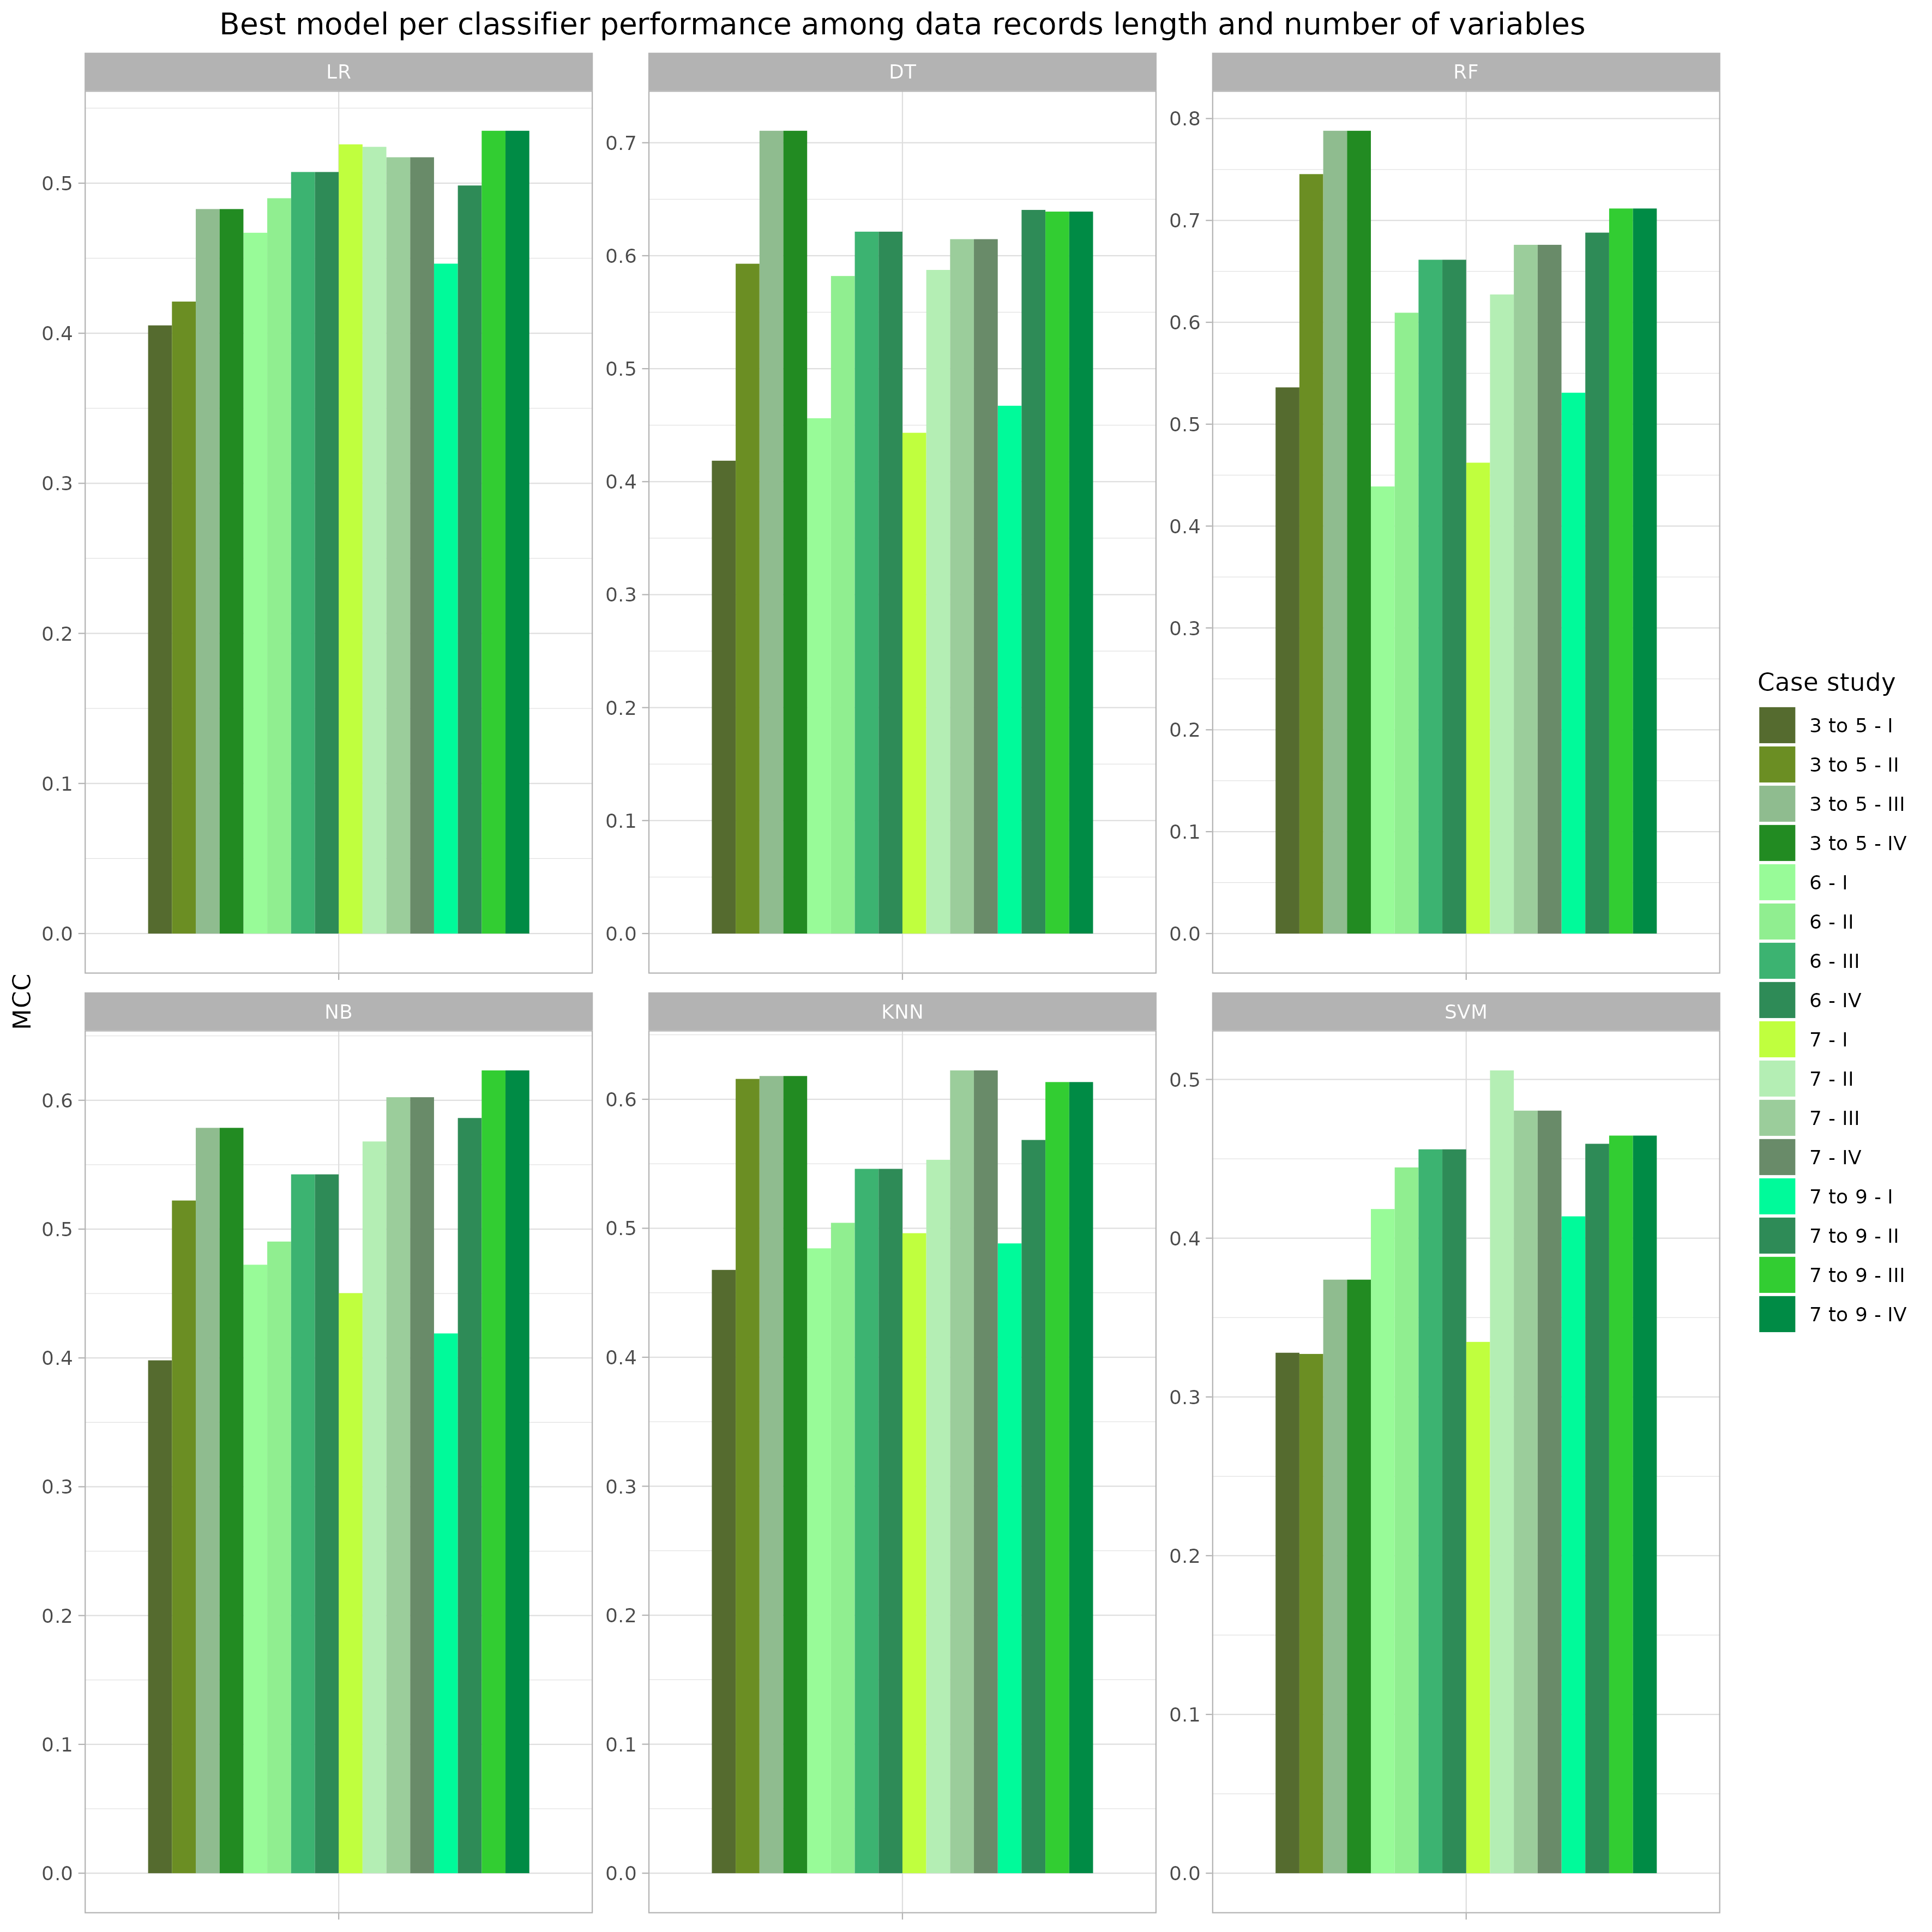 Best model per classifier performance among data records length and number of variables
LR
DT
RF
0.5
0.4
0.3
0.2
0.1
0.0
0.7
0.6
0.5
0.4
0.3
0.2
0.1
0.0
0.8
0.7
0.6
0.5
0.4
0.3
0.2
0.1
0.0
MCC
NB
KNN
SVM
0.6
0.5
0.4
0.3
0.2
0.1
0.0
0.6
0.5
0.4
0.3
0.2
0.1
0.0
0.5
0.4
0.3
0.2
0.1
0.0
Case study
3 to 5 - I
3 to 5 - II
3 to 5 - III
3 to 5 - IV
6 - I
6 - II
6 - III
6 - IV
7 - I
7 - II
7 - III
7 - IV
7 to 9 - I
7 to 9 - II
7 to 9 - III
7 to 9 - IV